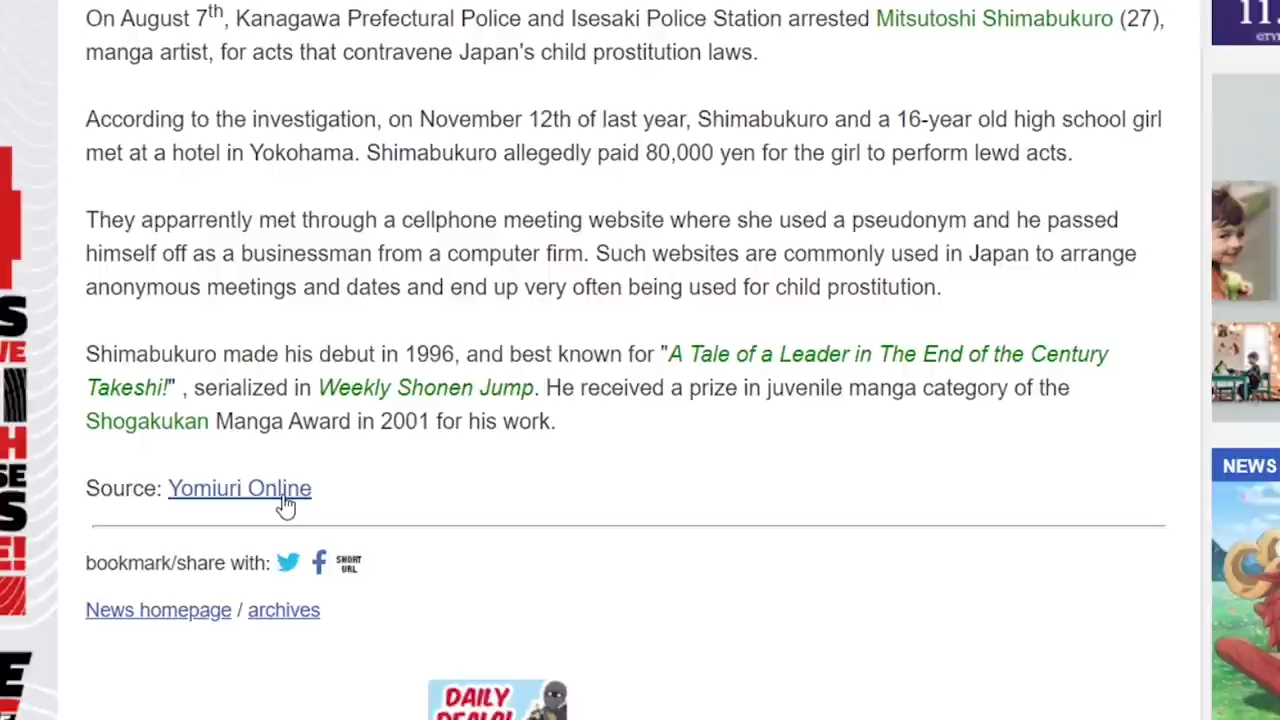 On August 7th, Kanagawa Prefectural Police and Isesaki Police Station arrested Mitsutoshi Shimabukuro (27),
manga artist, for acts that contravene Japan's child prostitution laws.
According to the investigation, on November 12th of last year, Shimabukuro and a 16-year old high school girl
met at a hotel in Yokohama. Shimabukuro allegedly paid 80,000 yen for the girl to perform lewd acts.
They apparrently met through a cellphone meeting website where she used a pseudonym and he passed
himself off as a businessman from a computer firm. Such websites are commonly used in Japan to arrange
anonymous meetings and dates and end up very often being used for child prostitution.
Shimabukuro made his debut in 1996, and best known for "A Tale of a Leader in The End of the Century
Takeshi!" , serialized in Weekly Shonen Jump. He received a prize in juvenile manga category of the
Shogakukan Manga Award in 2001 for his work.
Source: Yomiuri Online
bookmark/share with: SHORT
URL
News homepage / archives
DAILY
DEALS!
NEWS